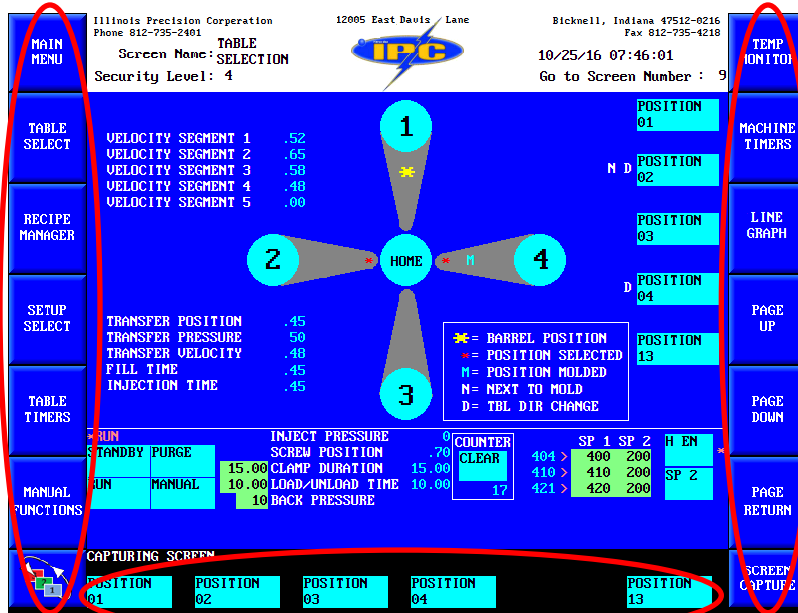 Illinois Precision Corperation
Phone 812-735-2401
12005 East Davis Lane
Bicknell, Indiana 47512-0216
Fax 812-735-4218
Screen Name: TABLE SELECTION
Security Level: 4
IPC
10/25/16 07:46:01
Go to Screen Number : 9
MAIN MENU
TABLE SELECT
RECIPE MANAGER
SETUP SELECT
TABLE TIMERS
MANUAL FUNCTIONS
VELOCITY SEGMENT 1 .52
VELOCITY SEGMENT 2 .65
VELOCITY SEGMENT 3 .58
VELOCITY SEGMENT 4 .48
VELOCITY SEGMENT 5 .00
1
2
HOME
* M
4
*
3
TRANSFER POSITION .45
TRANSFER PRESSURE 50
TRANSFER VELOCITY .48
FILL TIME .45
INJECTION TIME .45
= BARREL POSITION
*= POSITION SELECTED
M= POSITION MOLDED
N= NEXT TO MOLD
D= TBL DIR CHANGE
POSITION 01
N D POSITION 02
POSITION 03
D POSITION 04
POSITION 13
TEMP MONITOR
MACHINE TIMERS
LINE GRAPH
PAGE UP
PAGE DOWN
PAGE RETURN
SCREEN CAPTURE
*RUN
STANDBY PURGE
RUN MANUAL
INJECT PRESSURE 0
SCREW POSITION .70
15.00 CLAMP DURATION 15.00
10.00 LOAD/UNLOAD TIME 10.00
10 BACK PRESSURE
COUNTER
CLEAR
17
SP 1 SP 2
404 > 400 200
410 > 410 200
421 > 420 200
H EN *
SP 2
CAPTURING SCREEN
POSITION 01
POSITION 02
POSITION 03
POSITION 04
POSITION 13